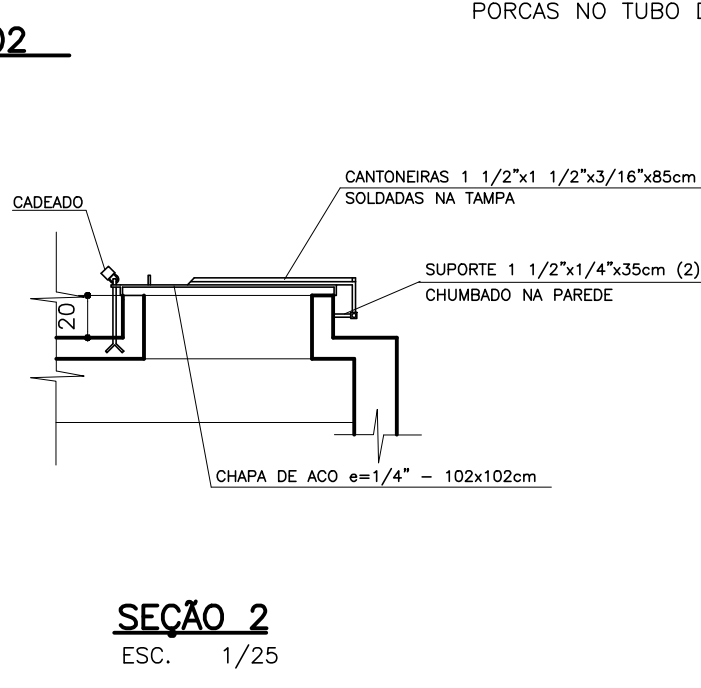 PORCAS NO TUBO
02
CANTONEIRAS 1 1/2"x1 1/2"x3/16"x85cm
SOLDADAS NA TAMPA
CADEADO
SUPORTE 1 1/2"x1/4"x35cm (2)
CHUMBADO NA PAREDE
20
CHAPA DE ACO e=1/4" - 102x102cm
SEÇÃO 2
ESC. 1/25